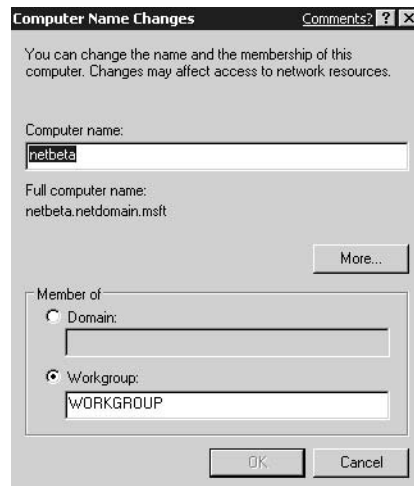 Computer Name Changes Comments? ? X
You can change the name and the membership of this
computer. Changes may affect access to network resources.
Computer name:
netbeta
Full computer name:
netbeta.netdomain.msft
More...
Member of
Domain:
Workgroup:
WORKGROUP
OK
Cancel